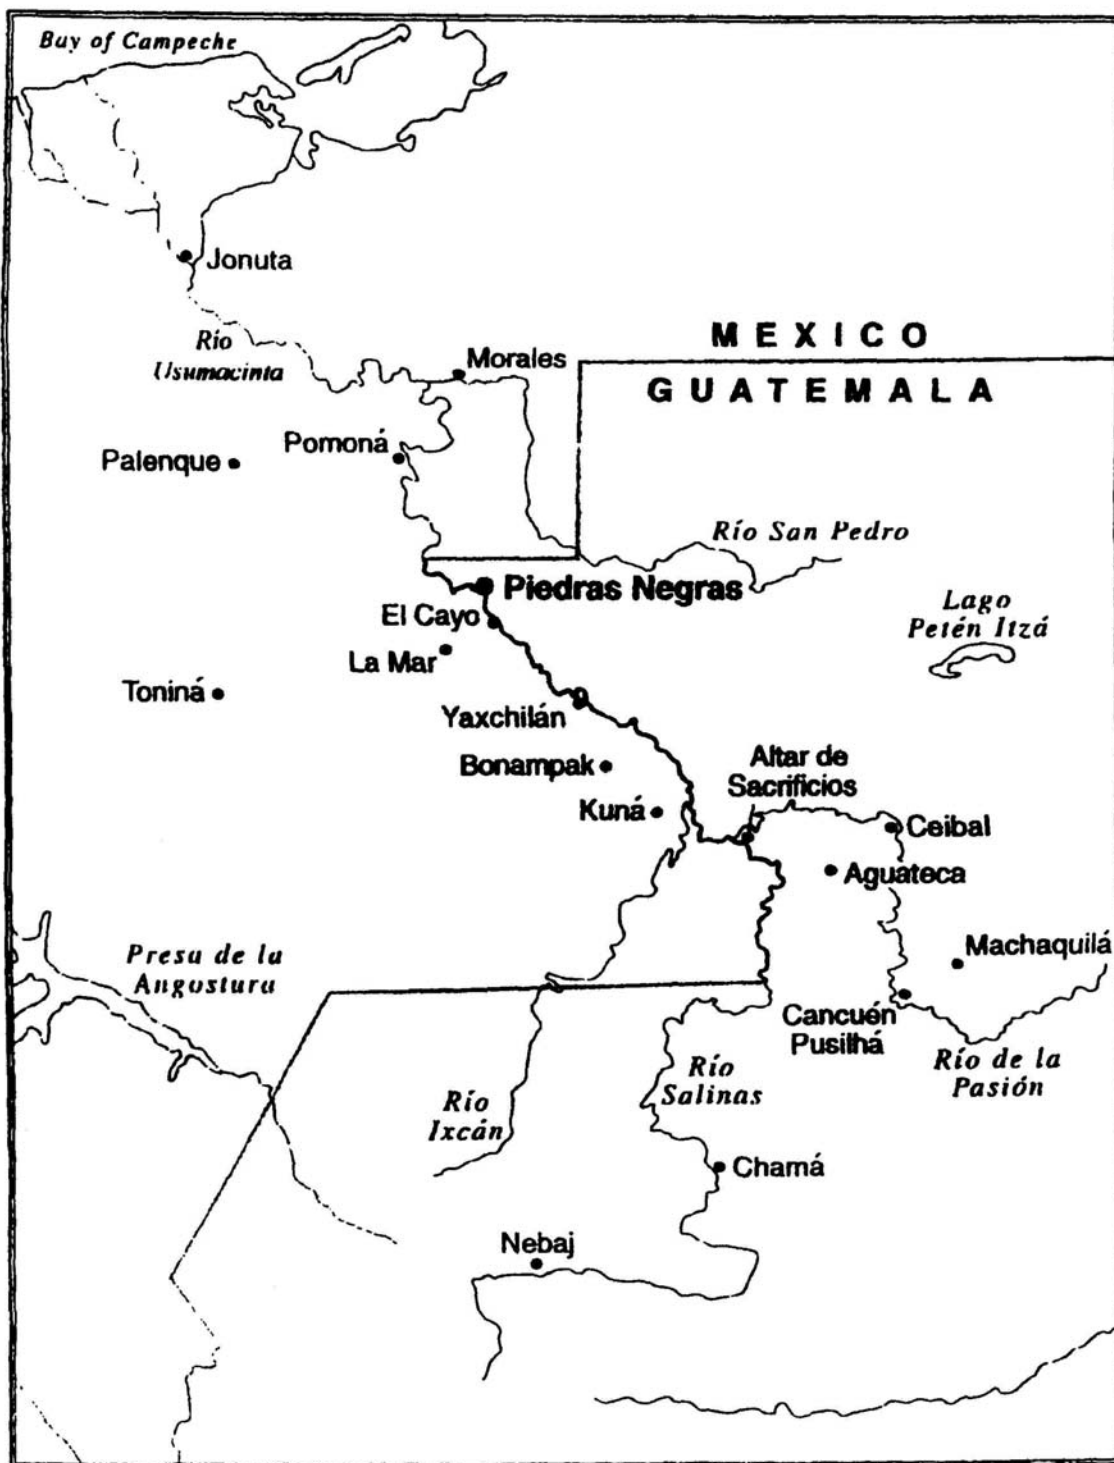 Bay of Campeche
Jonuta
Río
Usumacinta
MEXICO
GUATEMALA
Morales
Pomoná
Palenque
Río San Pedro
Piedras Negras
El Cayo
Lago
Petén Itzá
La Mar
Toniná
Yaxchilán
Bonampak
Altar de
Sacrificios
Kuná
Ceibal
Aguateca
Presa de la
Angostura
Machaquilá
Cancuén
Pusilhá
Río de la
Pasión
Río
Salinas
Río
Ixcán
Chamá
Nebaj